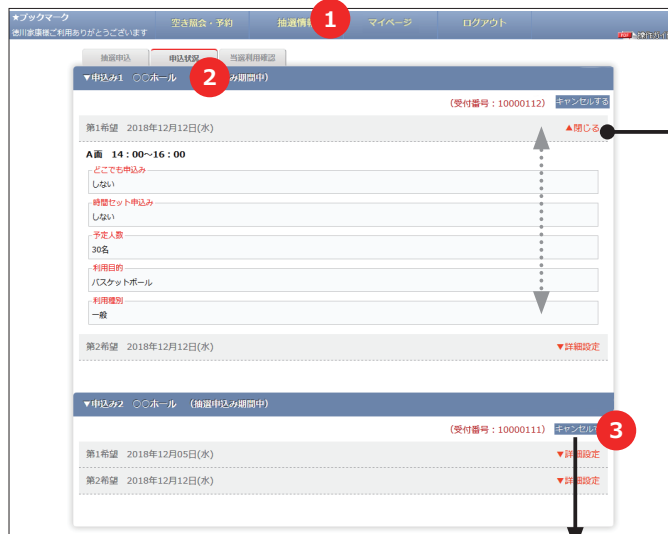 ★ブックマーク
徳川家康様ご利用ありがとうございます
空き照会・予約
抽選情
1
マイページ
ログアウト
操作ガイド
抽選申込
申込状況
当選利用確認
▼申込み1 〇〇ホール
2
み期間中)
(受付番号：10000112)
キャンセルする
第1希望 2018年12月12日(水)
▲閉じる
A面 14：00～16：00
どこでも申込み
しない
時間セット申込み
しない
予定人数
30名
利用目的
バスケットボール
利用種別
一般
第2希望 2018年12月12日(水)
▼詳細設定
▼申込み2 〇〇ホール (抽選申込み期間中)
(受付番号：10000111)
キャンセルす
3
第1希望 2018年12月05日(水)
▼詳細設定
第2希望 2018年12月12日(水)
▼詳細設定